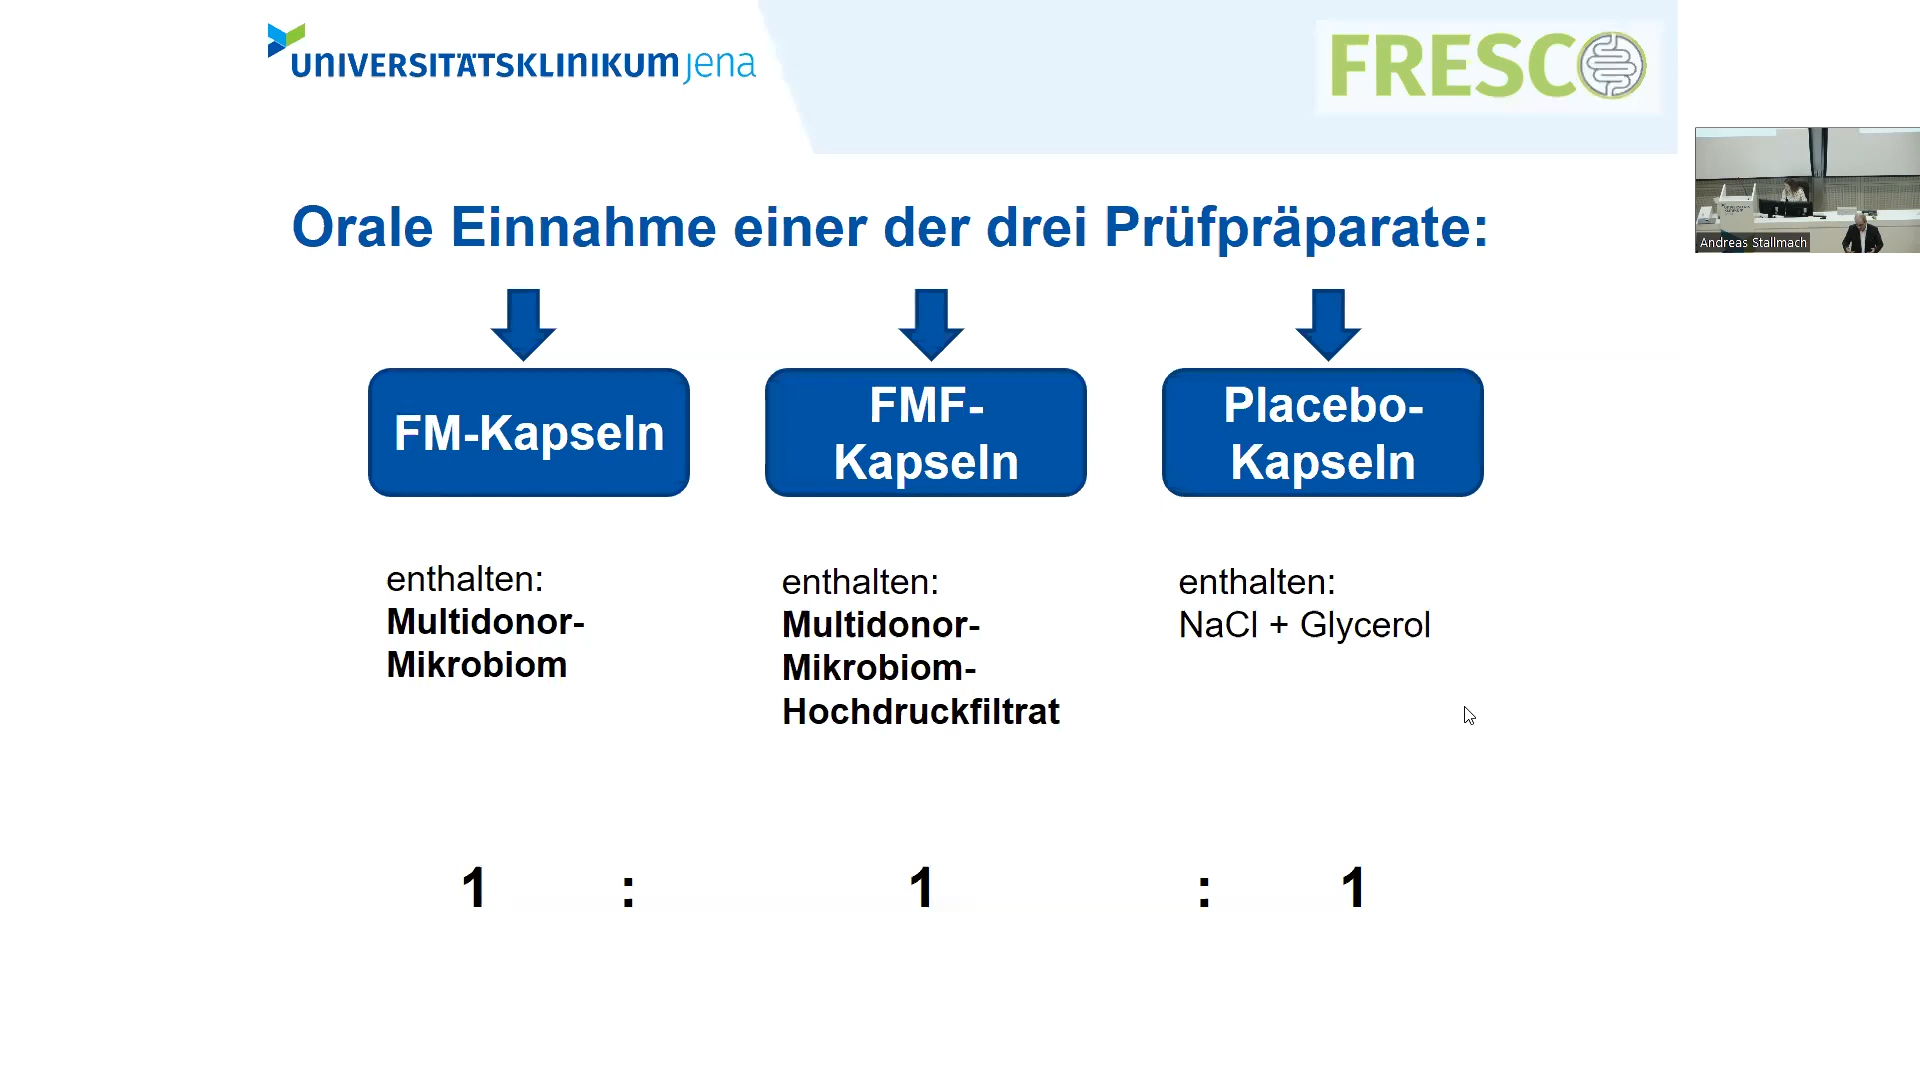 UNIVERSITÄTSKLINIKUM jena
FRESCO
Andreas Stallmach
Orale Einnahme einer der drei Prüfpräparate:
FM-Kapseln
FMF-
Kapseln
Placebo-
Kapseln
enthalten:
Multidonor-
Mikrobiom
enthalten:
Multidonor-
Mikrobiom-
Hochdruckfiltrat
enthalten:
NaCl + Glycerol
1 : 1 : 1